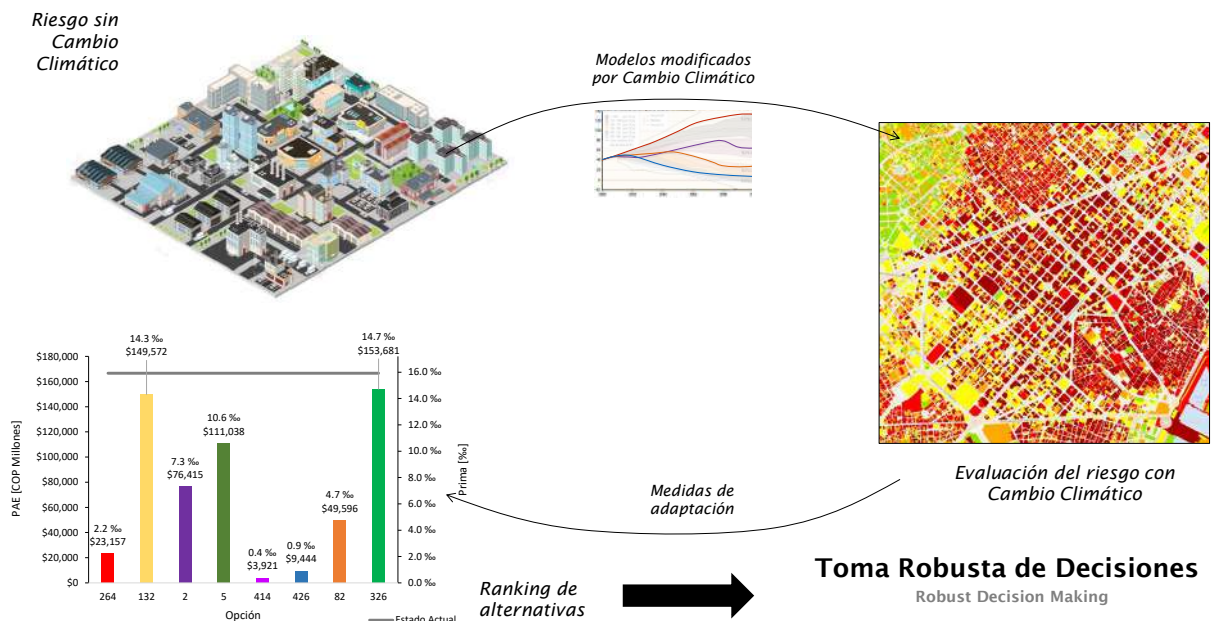 Riesgo sin
Cambio
Climático
Modelos modificados
por Cambio Climático
Evaluación del riesgo con
Cambio Climático
Medidas de
adaptación
14.3 ‰
$149,572
14.7 ‰
$153,681
10.6 ‰
$111,038
7.3 ‰
$76,415
4.7 ‰
$49,596
2.2 ‰
$23,157
0.4 ‰
$3,921
0.9 ‰
$9,444
PAE [COP Millones]
$180,000
$160,000
$140,000
$120,000
$100,000
$80,000
$60,000
$40,000
$20,000
$0
16.0 ‰
14.0 ‰
12.0 ‰
10.0 ‰
8.0 ‰
6.0 ‰
4.0 ‰
2.0 ‰
0.0 ‰
Prima [‰]
264 132 2 5 414 426 82 326
Opción
Estado Actual
Ranking de
alternativas
Toma Robusta de Decisiones
Robust Decision Making